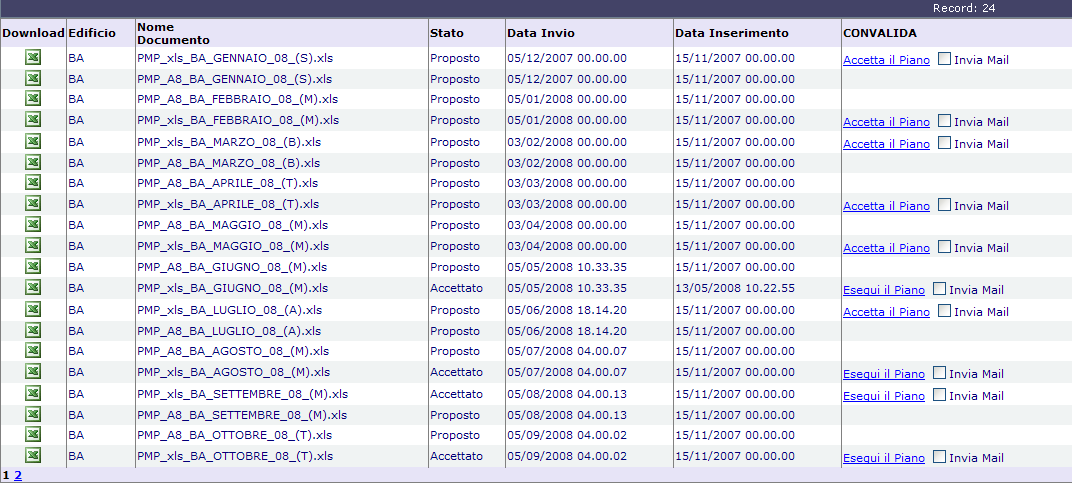 Record: 24
Download Edificio Nome Documento Stato Data Invio Data Inserimento CONVALIDA
BA PMP_xls_BA_GENNAIO_08_(S).xls Proposto 05/12/2007 00.00.00 15/11/2007 00.00.00 Accetta il Piano Invia Mail
BA PMP_A8_BA_GENNAIO_08_(S).xls Proposto 05/12/2007 00.00.00 15/11/2007 00.00.00
BA PMP_A8_BA_FEBBRAIO_08_(M).xls Proposto 05/01/2008 00.00.00 15/11/2007 00.00.00
BA PMP_xls_BA_FEBBRAIO_08_(M).xls Proposto 05/01/2008 00.00.00 15/11/2007 00.00.00 Accetta il Piano Invia Mail
BA PMP_xls_BA_MARZO_08_(B).xls Proposto 03/02/2008 00.00.00 15/11/2007 00.00.00 Accetta il Piano Invia Mail
BA PMP_A8_BA_MARZO_08_(B).xls Proposto 03/02/2008 00.00.00 15/11/2007 00.00.00
BA PMP_A8_BA_APRILE_08_(T).xls Proposto 03/03/2008 00.00.00 15/11/2007 00.00.00
BA PMP_xls_BA_APRILE_08_(T).xls Proposto 03/03/2008 00.00.00 15/11/2007 00.00.00 Accetta il Piano Invia Mail
BA PMP_A8_BA_MAGGIO_08_(M).xls Proposto 03/04/2008 00.00.00 15/11/2007 00.00.00
BA PMP_xls_BA_MAGGIO_08_(M).xls Proposto 03/04/2008 00.00.00 15/11/2007 00.00.00 Accetta il Piano Invia Mail
BA PMP_A8_BA_GIUGNO_08_(M).xls Proposto 05/05/2008 10.33.35 15/11/2007 00.00.00
BA PMP_xls_BA_GIUGNO_08_(M).xls Accettato 05/05/2008 10.33.35 13/05/2008 10.22.55 Esegui il Piano Invia Mail
BA PMP_xls_BA_LUGLIO_08_(A).xls Proposto 05/06/2008 18.14.20 15/11/2007 00.00.00 Accetta il Piano Invia Mail
BA PMP_A8_BA_LUGLIO_08_(A).xls Proposto 05/06/2008 18.14.20 15/11/2007 00.00.00
BA PMP_A8_BA_AGOSTO_08_(M).xls Proposto 05/07/2008 04.00.07 15/11/2007 00.00.00
BA PMP_xls_BA_AGOSTO_08_(M).xls Accettato 05/07/2008 04.00.07 15/11/2007 00.00.00 Esegui il Piano Invia Mail
BA PMP_xls_BA_SETTEMBRE_08_(M).xls Accettato 05/08/2008 04.00.13 15/11/2007 00.00.00 Esegui il Piano Invia Mail
BA PMP_A8_BA_SETTEMBRE_08_(M).xls Proposto 05/08/2008 04.00.13 15/11/2007 00.00.00
BA PMP_A8_BA_OTTOBRE_08_(T).xls Proposto 05/09/2008 04.00.02 15/11/2007 00.00.00
BA PMP_xls_BA_OTTOBRE_08_(T).xls Accettato 05/09/2008 04.00.02 15/11/2007 00.00.00 Esegui il Piano Invia Mail
1 2